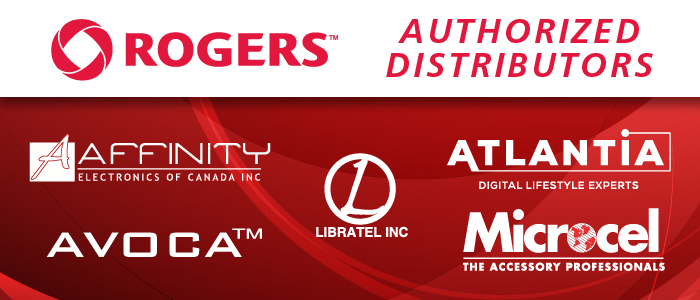 ROGERS™
AUTHORIZED
DISTRIBUTORS
A AFFINITY
ELECTRONICS OF CANADA INC
AVOCA™
L
LIBRATEL INC
ATLANTIA
DIGITAL LIFESTYLE EXPERTS
Microcel
THE ACCESSORY PROFESSIONALS